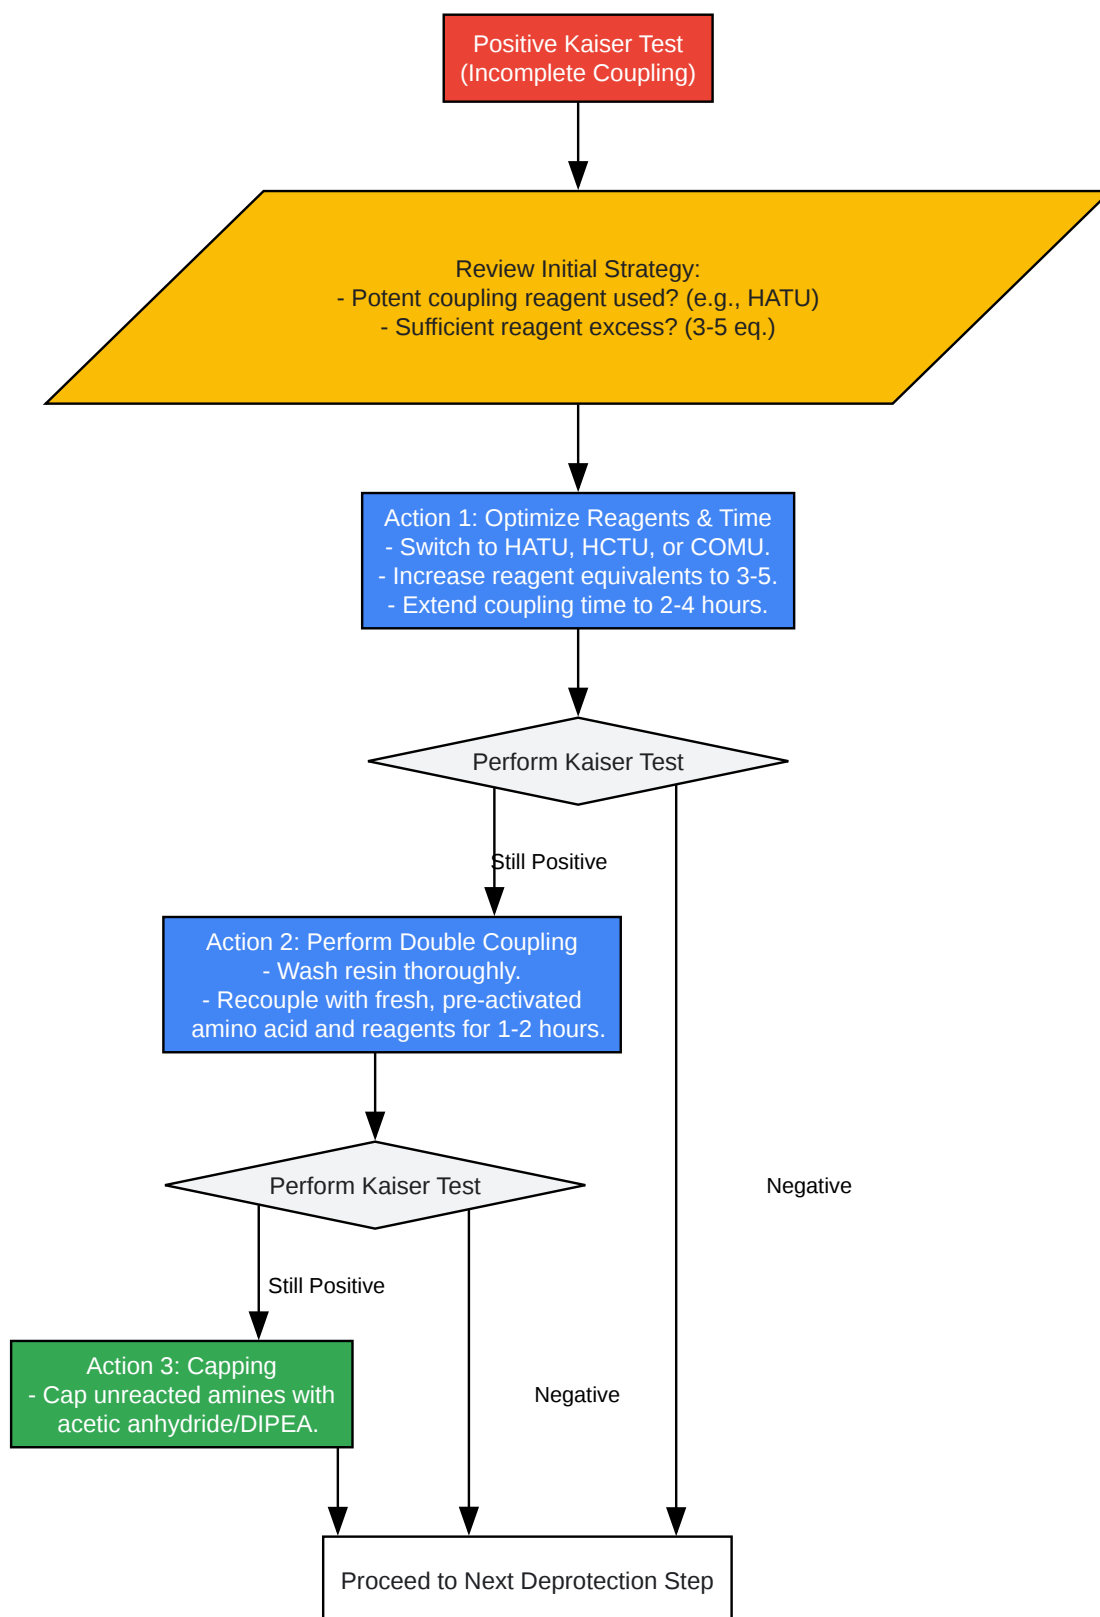 Positive Kaiser Test
(Incomplete Coupling)
Review Initial Strategy:
- Potent coupling reagent used? (e.g., HATU)
- Sufficient reagent excess? (3-5 eq.)
Action 1: Optimize Reagents & Time
- Switch to HATU, HCTU, or COMU.
- Increase reagent equivalents to 3-5.
- Extend coupling time to 2-4 hours.
Perform Kaiser Test
Still Positive
Action 2: Perform Double Coupling
- Wash resin thoroughly.
- Recouple with fresh, pre-activated
amino acid and reagents for 1-2 hours.
Perform Kaiser Test
Negative
Still Positive
Action 3: Capping
- Cap unreacted amines with
acetic anhydride/DIPEA.
Negative
Proceed to Next Deprotection Step